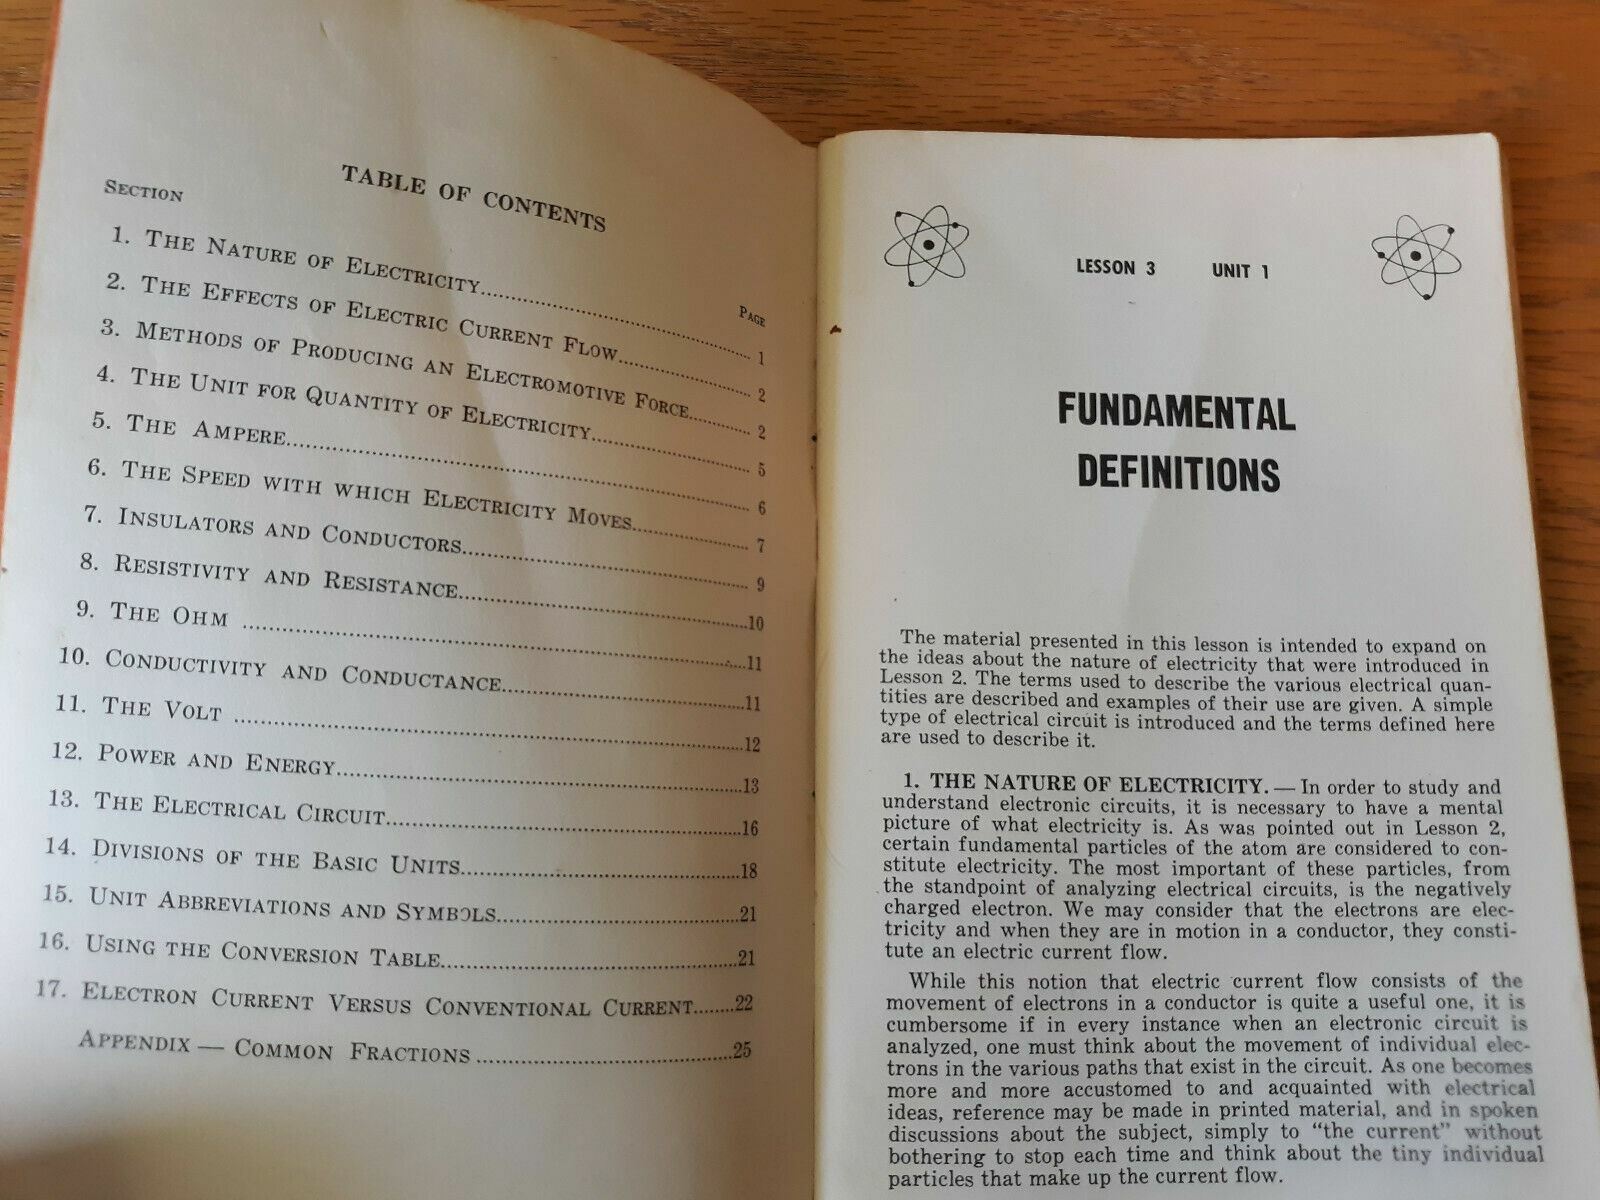 TABLE OF CONTENTS
SECTION
PAGE
1. THE NATURE OF ELECTRICITY 1
2. THE EFFECTS OF ELECTRIC CURRENT FLOW 2
3. METHODS OF PRODUCING AN ELECTROMOTIVE FORCE 2
4. THE UNIT FOR QUANTITY OF ELECTRICITY 5
5. THE AMPERE 6
6. THE SPEED WITH WHICH ELECTRICITY MOVES 7
7. INSULATORS AND CONDUCTORS 9
8. RESISTIVITY AND RESISTANCE 10
9. THE OHM 11
10. CONDUCTIVITY AND CONDUCTANCE 11
11. THE VOLT 12
12. POWER AND ENERGY 13
13. THE ELECTRICAL CIRCUIT 16
14. DIVISIONS OF THE BASIC UNITS 18
15. UNIT ABBREVIATIONS AND SYMBOLS 21
16. USING THE CONVERSION TABLE 21
17. ELECTRON CURRENT VERSUS CONVENTIONAL CURRENT 22
APPENDIX — COMMON FRACTIONS 25
LESSON 3 UNIT 1
FUNDAMENTAL
DEFINITIONS
The material presented in this lesson is intended to expand on
the ideas about the nature of electricity that were introduced in
Lesson 2. The terms used to describe the various electrical quan-
tities are described and examples of their use are given. A simple
type of electrical circuit is introduced and the terms defined here
are used to describe it.
1. THE NATURE OF ELECTRICITY. — In order to study and
understand electronic circuits, it is necessary to have a mental
picture of what electricity is. As was pointed out in Lesson 2,
certain fundamental particles of the atom are considered to con-
stitute electricity. The most important of these particles, from
the standpoint of analyzing electrical circuits, is the negatively
charged electron. We may consider that the electrons are elec-
tricity and when they are in motion in a conductor, they consti-
tute an electric current flow.
While this notion that electric current flow consists of the
movement of electrons in a conductor is quite a useful one, it is
cumbersome if in every instance when an electronic circuit is
analyzed, one must think about the movement of individual elec-
trons in the various paths that exist in the circuit. As one becomes
more and more accustomed to and acquainted with electrical
ideas, reference may be made in printed material, and in spoken
discussions about the subject, simply to "the current" without
bothering to stop each time and think about the tiny individual
particles that make up the current flow.